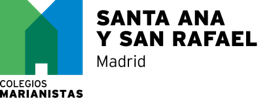 SANTA ANA
Y SAN RAFAEL
Madrid
COLEGIOS
MARIANISTAS